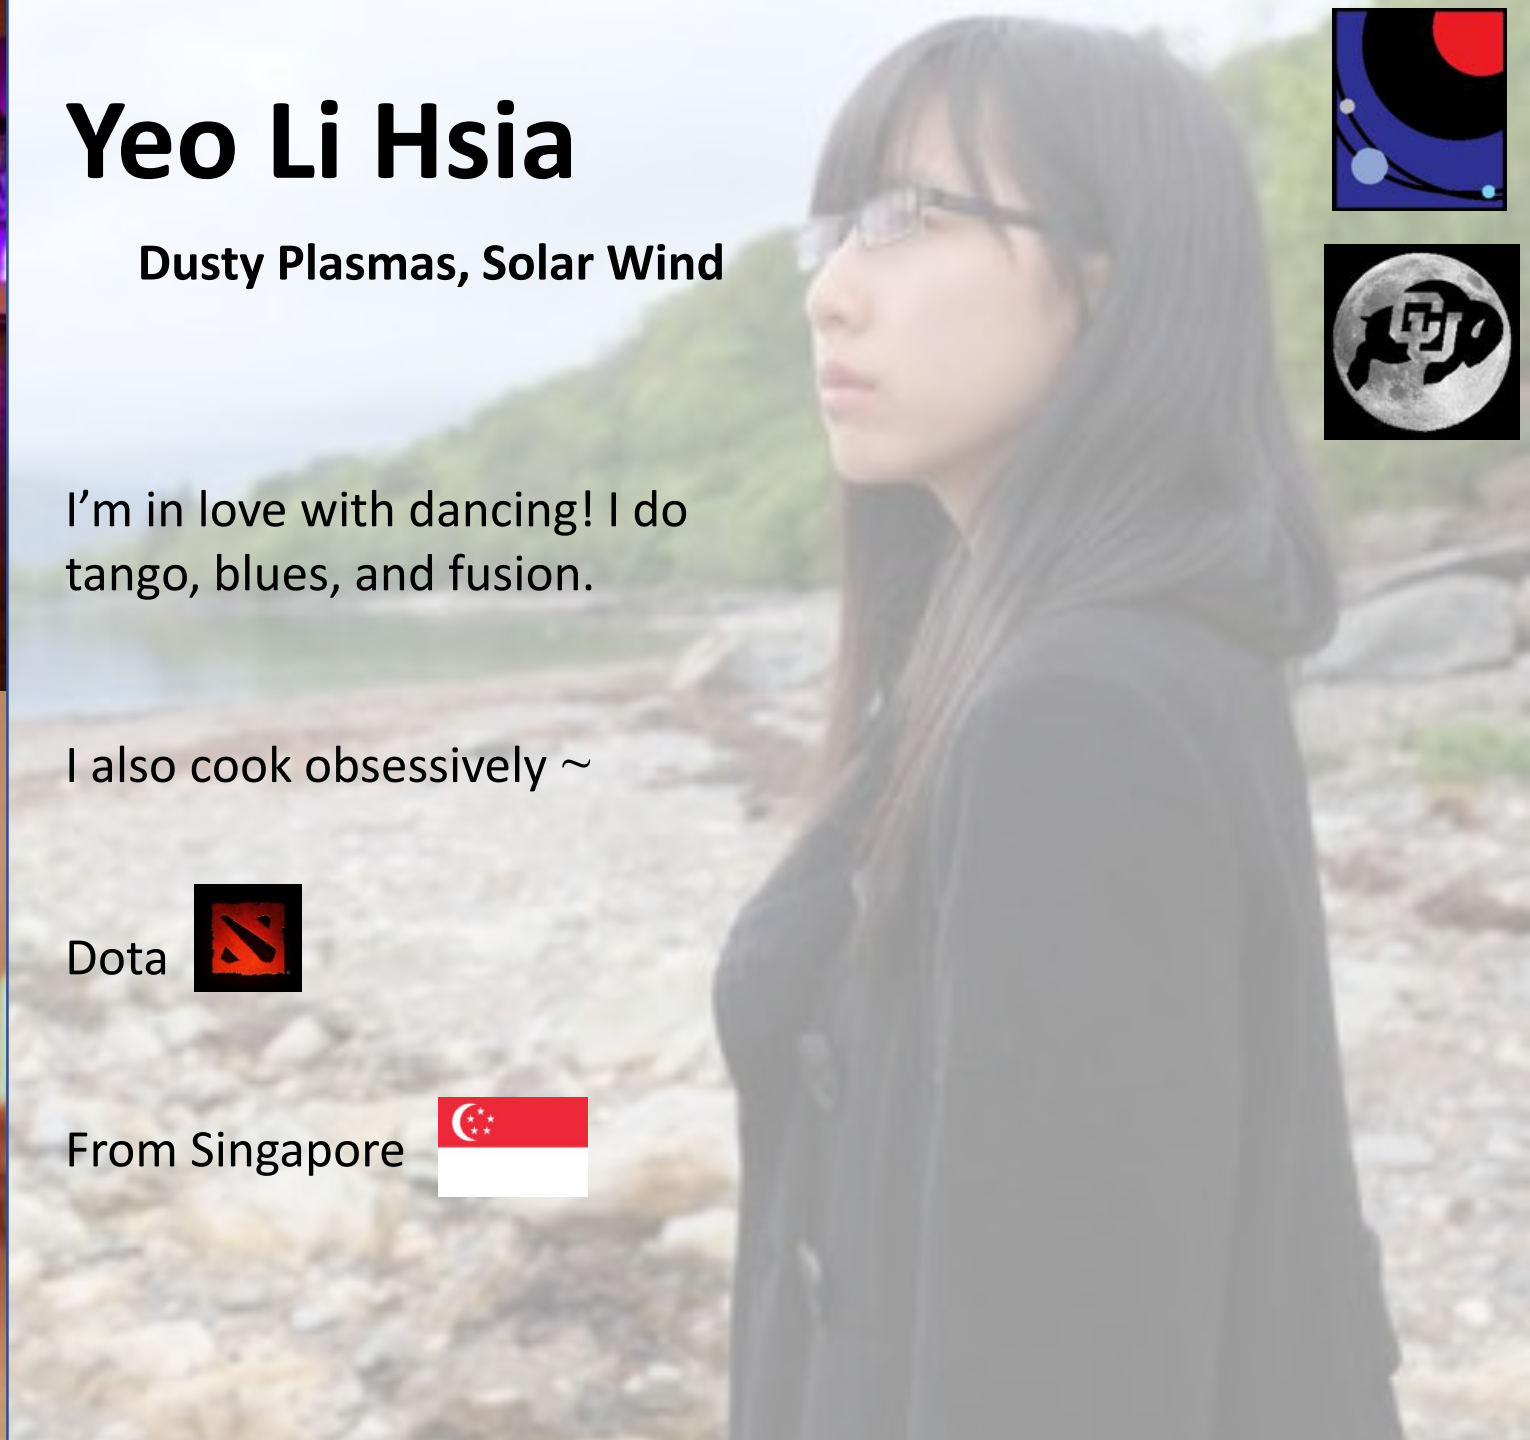 Yeo Li Hsia
Dusty Plasmas, Solar Wind
CU
I’m in love with dancing! I do
tango, blues, and fusion.
I also cook obsessively ~
Dota
From Singapore